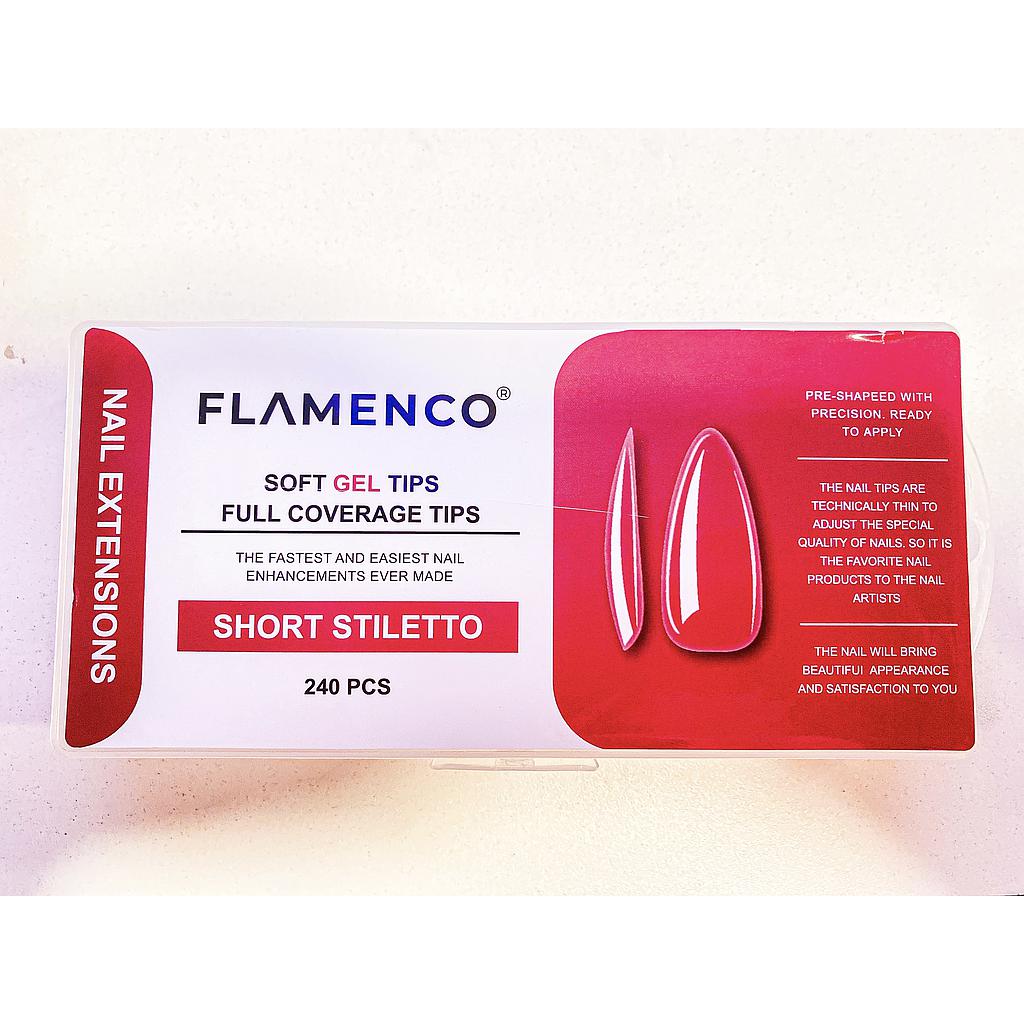 NAIL EXTENSIONS
FLAMENCO®
SOFT GEL TIPS
FULL COVERAGE TIPS
THE FASTEST AND EASIEST NAIL
ENHANCEMENTS EVER MADE
SHORT STILETTO
240 PCS
PRE-SHAPEED WITH
PRECISION. READY
TO APPLY
THE NAIL TIPS ARE
TECHNICALLY THIN TO
ADJUST THE SPECIAL
QUALITY OF NAILS. SO IT IS
THE FAVORITE NAIL
PRODUCTS TO THE NAIL
ARTISTS
THE NAIL WILL BRING
BEAUTIFUL APPEARANCE
AND SATISFACTION TO YOU